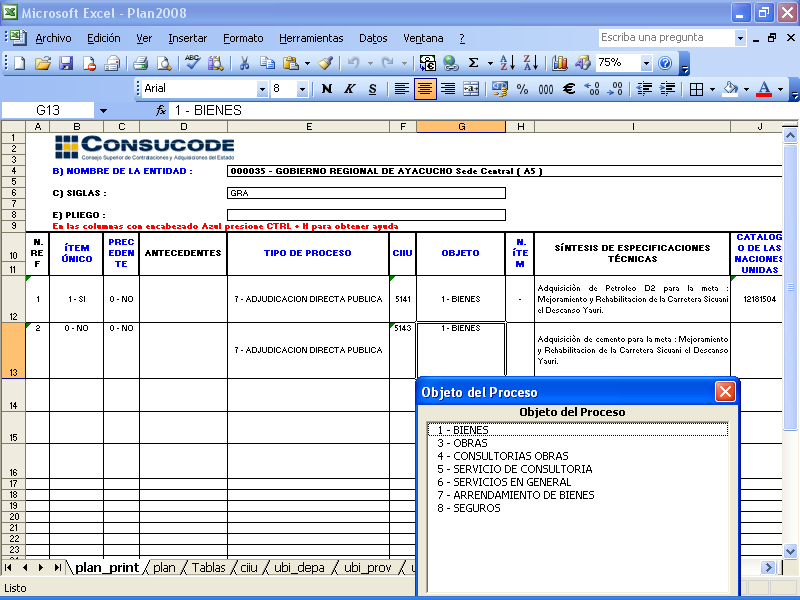 Microsoft Excel - Plan2008
Archivo Edición Ver Insertar Formato Herramientas Datos Ventana ? Escriba una pregunta
75%
Arial 8 N K S % 000 €
G13 fx 1 - BIENES
A B C D E F G H I J
1
2
3
CONSUCODE
Consejo Superior de Contrataciones y Adquisiciones del Estado
4 B) NOMBRE DE LA ENTIDAD : 000035 - GOBIERNO REGIONAL DE AYACUCHO Sede Central ( A5 )
5
6 C) SIGLAS : GRA
7
8 E) PLIEGO :
9 En las columnas con encabezado Azul presione CTRL + H para obtener ayuda
10
11
N. REF
ÍTEM ÚNICO
PRECEDENTE
ANTECEDENTES
TIPO DE PROCESO
CIIU
OBJETO
N. ÍTEM
SÍNTESIS DE ESPECIFICACIONES TÉCNICAS
CATALOGO DE LAS NACIONES UNIDAS
12 1 1 - SI 0 - NO 7 - ADJUDICACION DIRECTA PUBLICA 5141 1 - BIENES -
Adquisición de Petroleo D2 para la meta :
Mejoramiento y Rehabilitacion de la Carretera Sicuani
el Descanso Yauri.
12181504
13 2 0 - NO 0 - NO 7 - ADJUDICACION DIRECTA PUBLICA 5143 1 - BIENES
Adquisición de cemento para la meta : Mejoramiento
y Rehabilitacion de la Carretera Sicuani el Descanso
Yauri.
14
15
16
17
18
19
20
21
22
23
Objeto del Proceso
Objeto del Proceso
1 - BIENES
3 - OBRAS
4 - CONSULTORIAS OBRAS
5 - SERVICIO DE CONSULTORIA
6 - SERVICIOS EN GENERAL
7 - ARRENDAMIENTO DE BIENES
8 - SEGUROS
plan_print plan Tablas ciiu ubi_depa ubi_prov
Listo